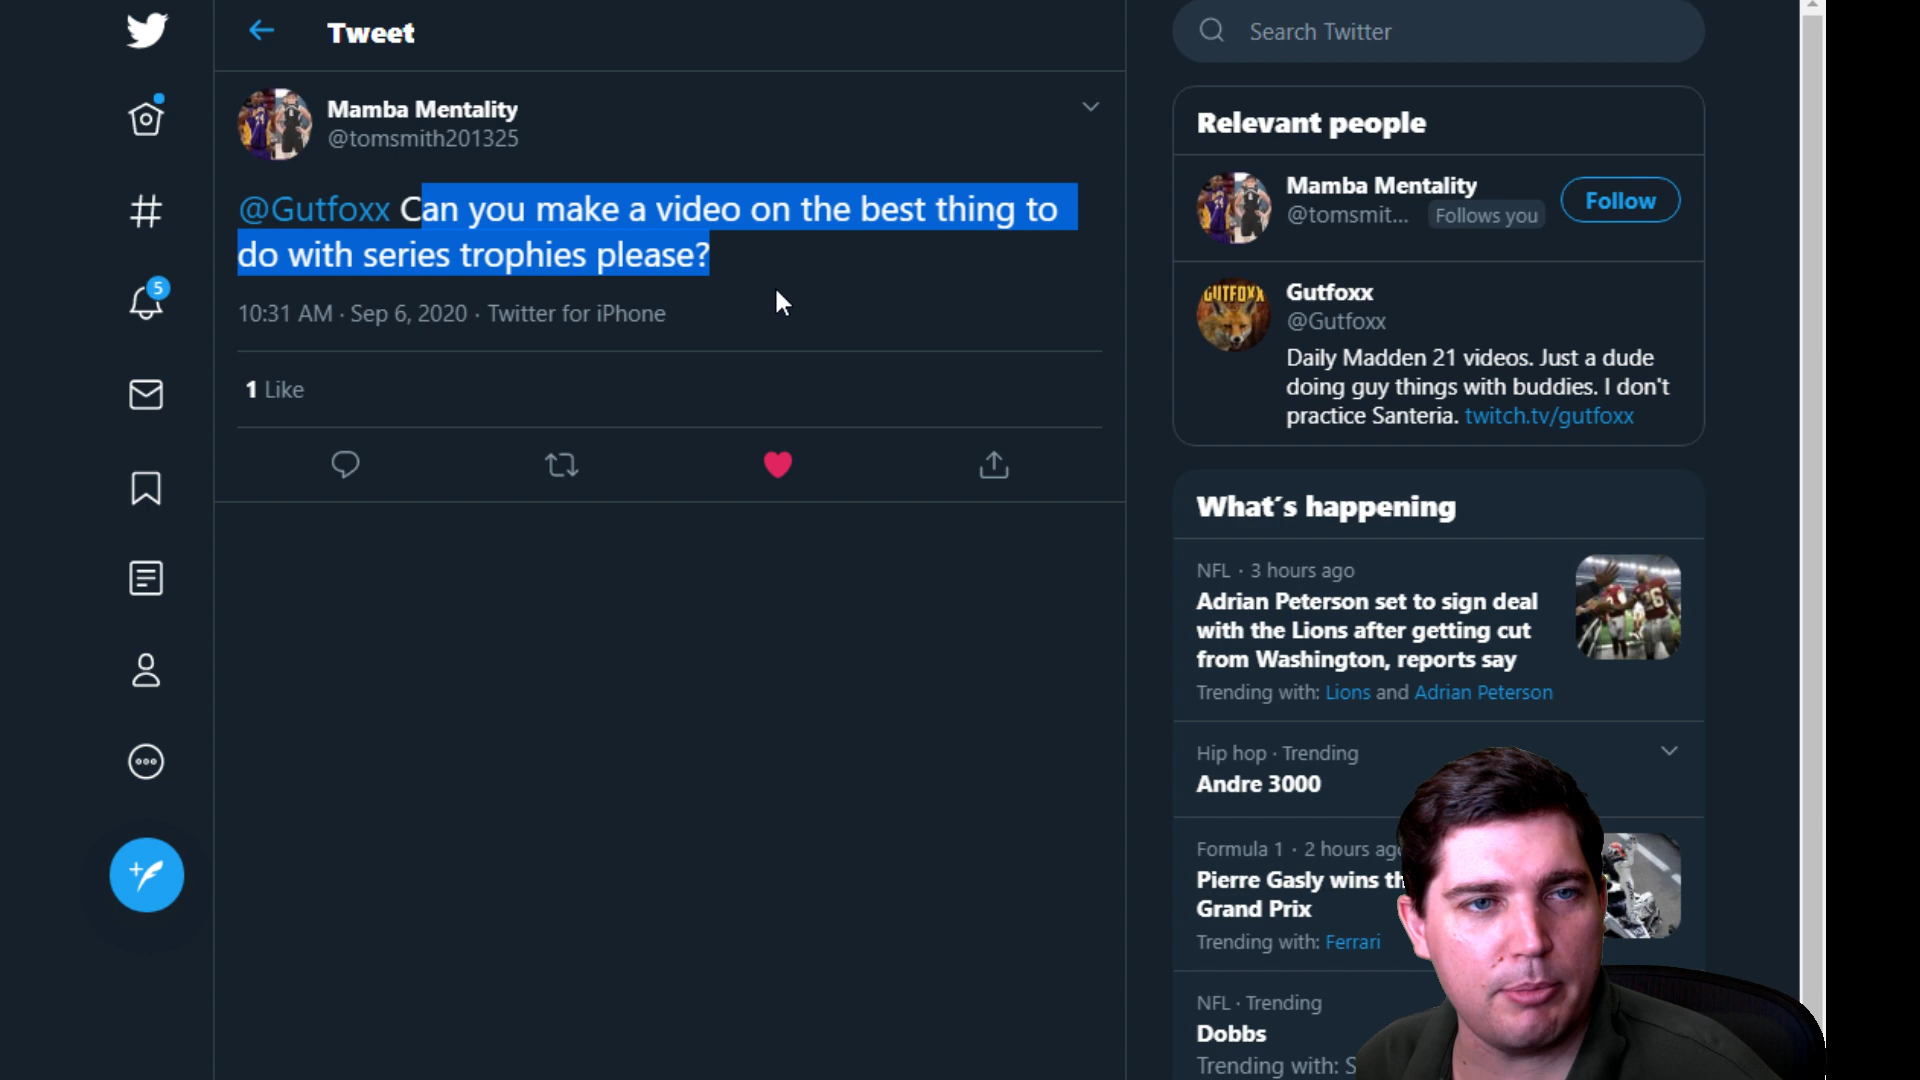 Tweet
Mamba Mentality
@tomsmith201325
@Gutfoxx Can you make a video on the best thing to
do with series trophies please?
10:31 AM · Sep 6, 2020 · Twitter for iPhone
1 Like
5
Search Twitter
Relevant people
Mamba Mentality
@tomsmit... Follows you
Follow
GUTFOXX
Gutfoxx
@Gutfoxx
Daily Madden 21 videos. Just a dude
doing guy things with buddies. I don't
practice Santeria. twitch.tv/gutfoxx
What´s happening
NFL · 3 hours ago
Adrian Peterson set to sign deal
with the Lions after getting cut
from Washington, reports say
Trending with: Lions and Adrian Peterson
Hip hop · Trending
Andre 3000
Formula 1 · 2 hours
Pierre Gasly wins
Grand Prix
Trending with: Ferrari
NFL · Trending
Dobbs
Trending with: